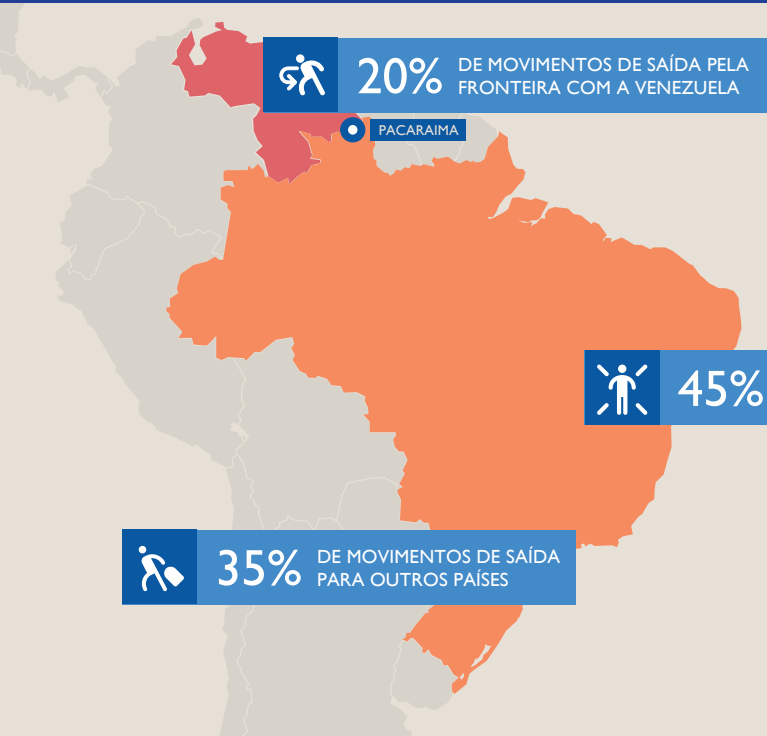 20%
DE MOVIMENTOS DE SAÍDA PELA
FRONTEIRA COM A VENEZUELA
PACARAIMA
45%
35%
DE MOVIMENTOS DE SAÍDA
PARA OUTROS PAÍSES